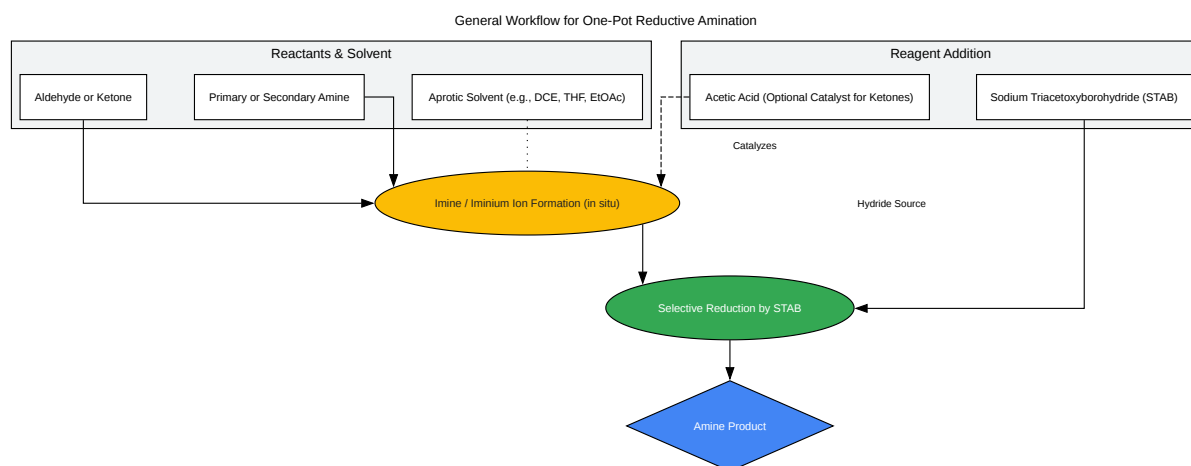 General Workflow for One-Pot Reductive Amination
Reactants & Solvent
Reagent Addition
Aldehyde or Ketone
Primary or Secondary Amine
Aprotic Solvent (e.g., DCE, THF, EtOAc)
Acetic Acid (Optional Catalyst for Ketones)
Sodium Triacetoxyborohydride (STAB)
Catalyzes
Imine / Iminium Ion Formation (in situ)
Hydride Source
Selective Reduction by STAB
Amine Product